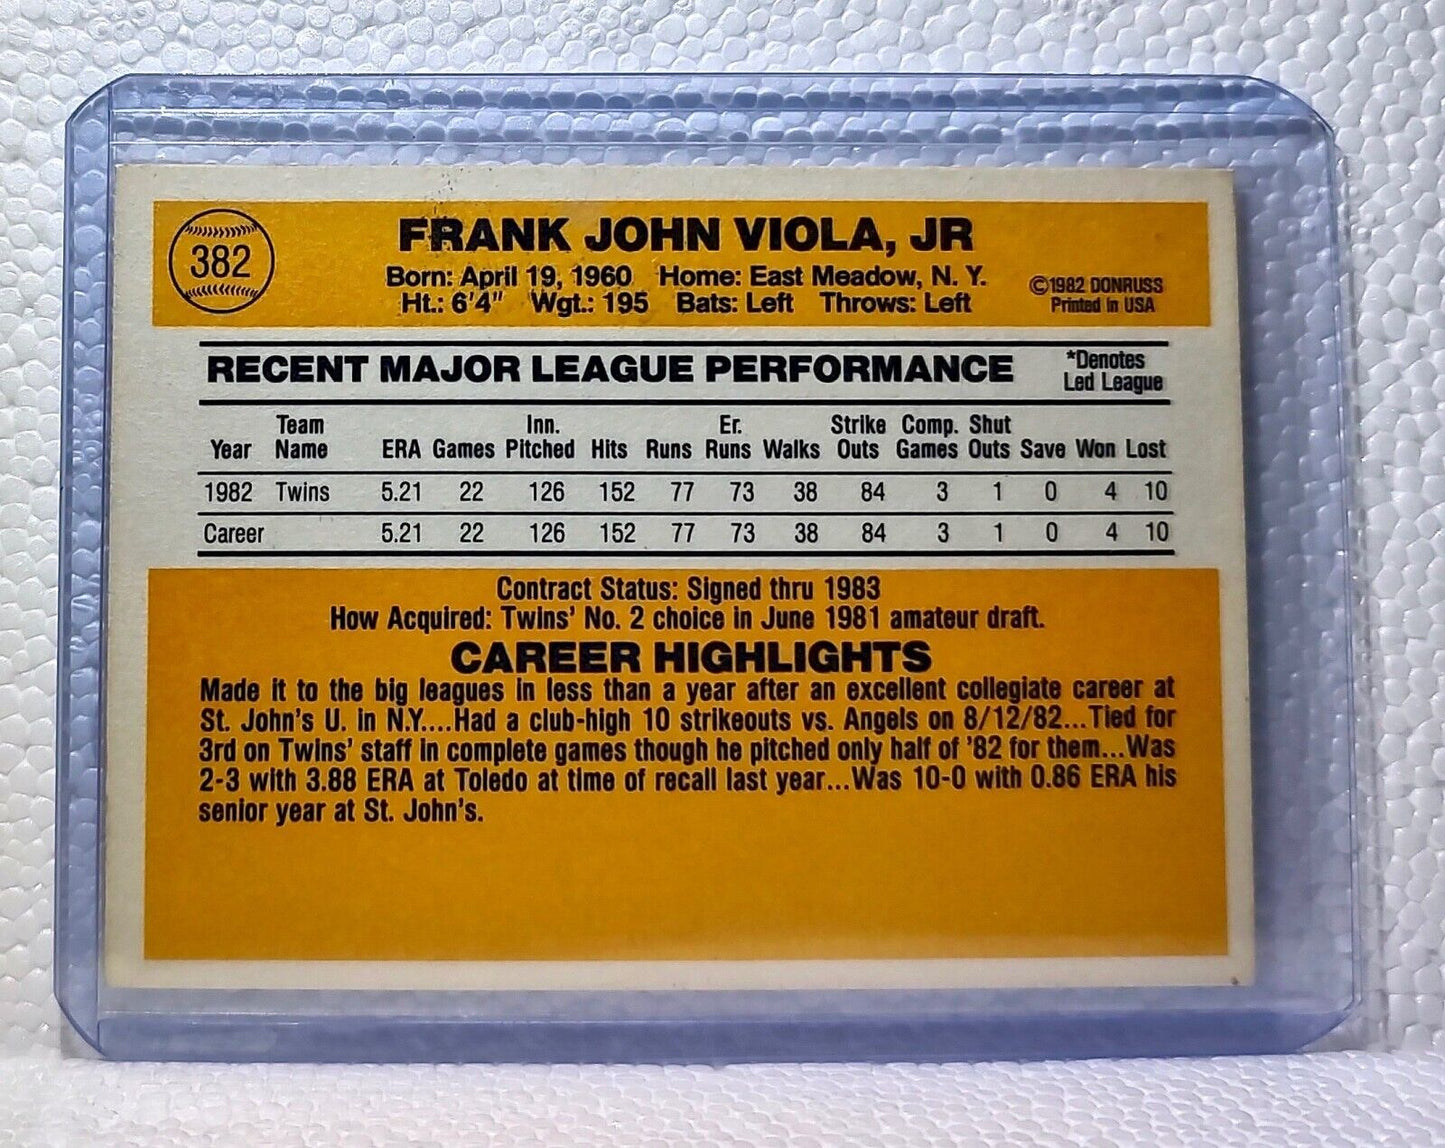 382
FRANK JOHN VIOLA, JR
Born: April 19, 1960 Home: East Meadow, N. Y.
Ht.: 6'4" Wgt.: 195 Bats: Left Throws: Left
©1982 DONRUSS
Printed in USA
RECENT MAJOR LEAGUE PERFORMANCE
*Denotes
Led League
Team Inn. Er. Strike Comp. Shut
Year Name ERA Games Pitched Hits Runs Runs Walks Outs Games Outs Save Won Lost
1982 Twins 5.21 22 126 152 77 73 38 84 3 1 0 4 10
Career 5.21 22 126 152 77 73 38 84 3 1 0 4 10
Contract Status: Signed thru 1983
How Acquired: Twins' No. 2 choice in June 1981 amateur draft.
CAREER HIGHLIGHTS
Made it to the big leagues in less than a year after an excellent collegiate career at
St. John's U. in N.Y....Had a club-high 10 strikeouts vs. Angels on 8/12/82...Tied for
3rd on Twins' staff in complete games though he pitched only half of '82 for them...Was
2-3 with 3.88 ERA at Toledo at time of recall last year...Was 10-0 with 0.86 ERA his
senior year at St. John's.